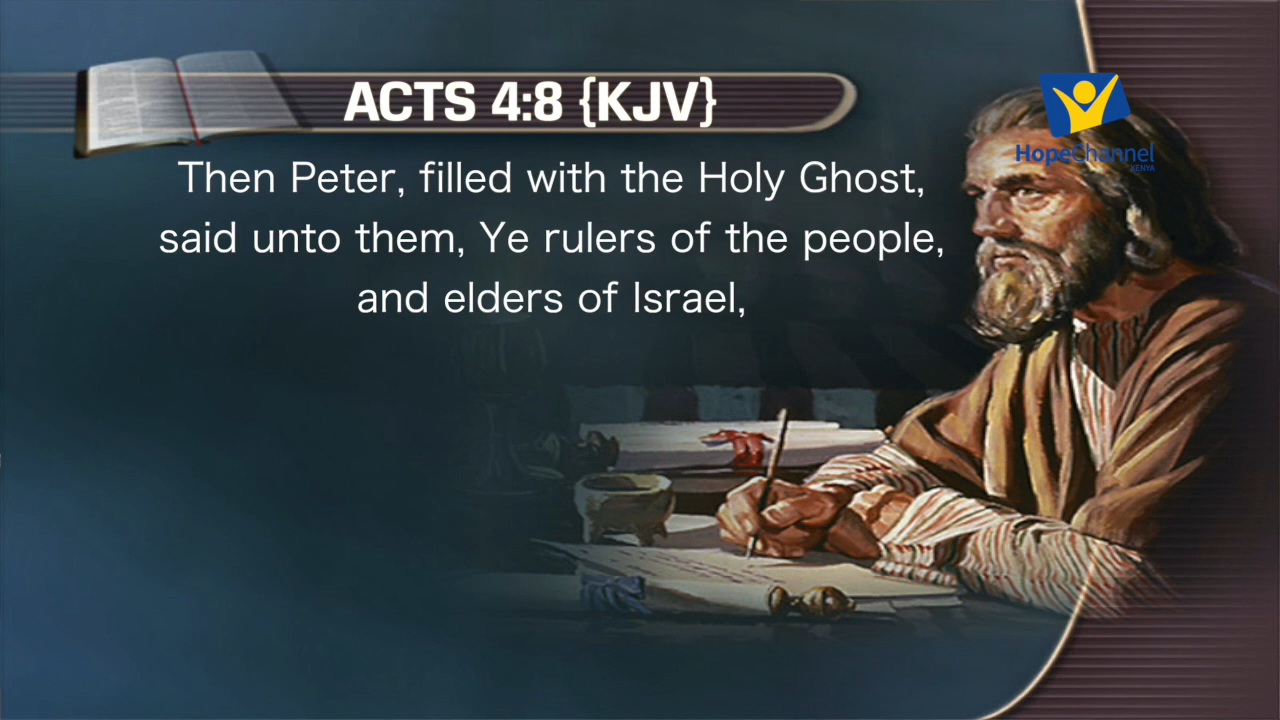 ACTS 4:8 {KJV}
HopeChannel
KENYA
Then Peter, filled with the Holy Ghost,
said unto them, Ye rulers of the people,
and elders of Israel,